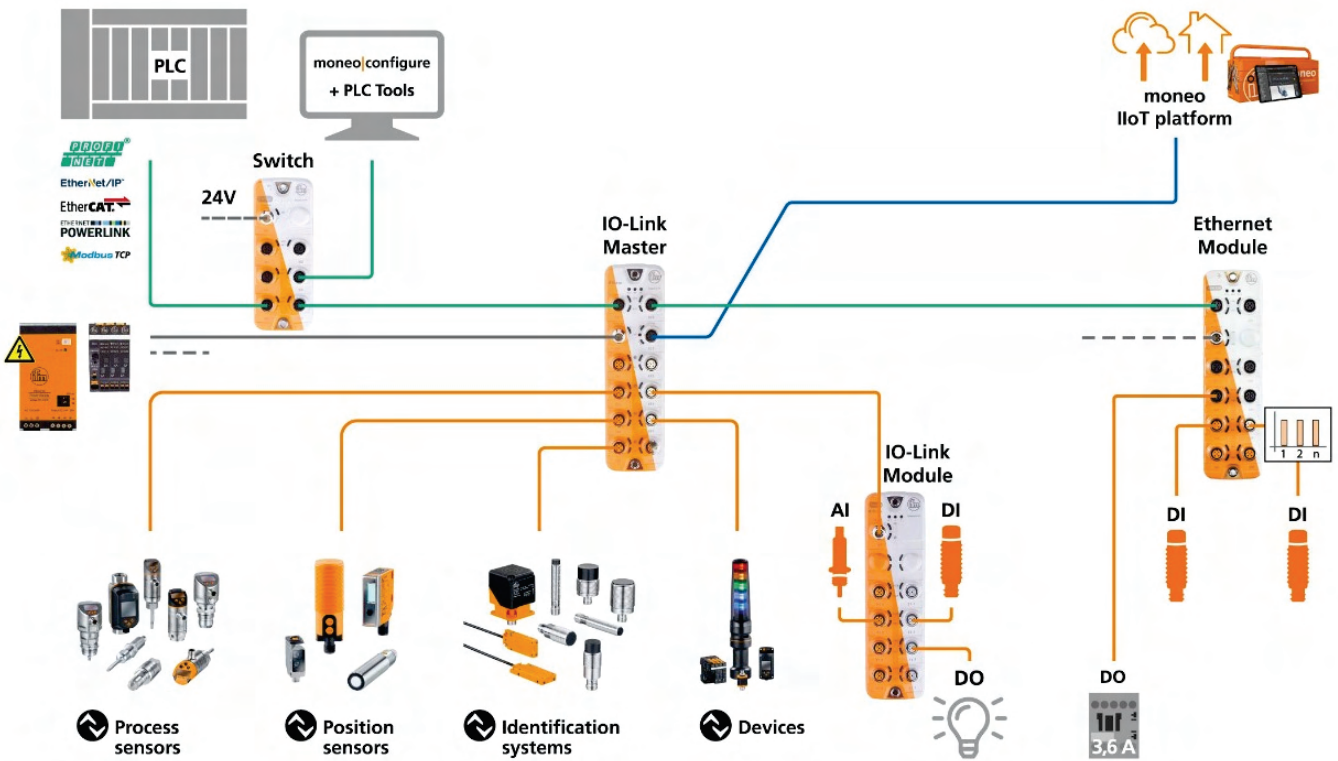 PLC
moneo|configure
+ PLC Tools
moneo
IIoT platform
PROFI®
NET
EtherNet/IP
EtherCAT.
ETHERNET
POWERLINK
Modbus TCP
Switch
24V
IO-Link
Master
Ethernet
Module
ifm
IO-Link
Module
AI
DI
1 2 n
DI
DI
DO
DO
3,6 A
Process
sensors
Position
sensors
Identification
systems
Devices